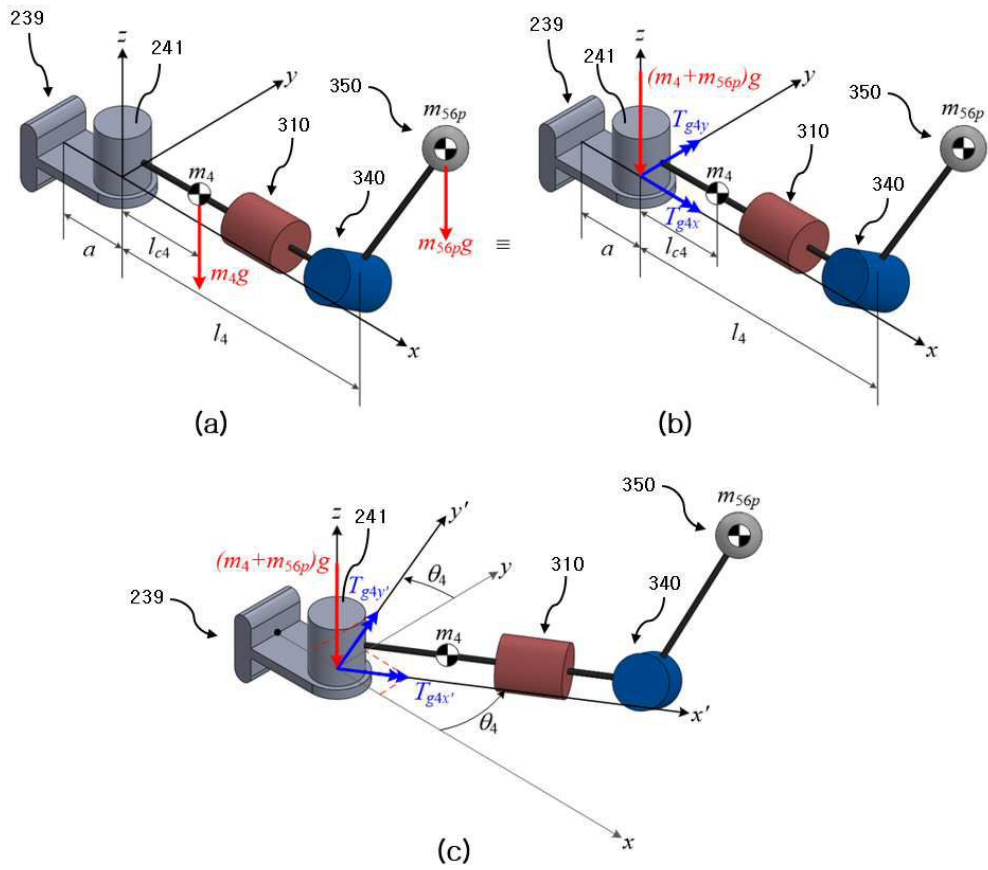 239
241
z
y
350
m56p
310
m4
340
a
lc4
m4g
m56pg
≡
l4
x
(a)
239
z
241
(m4+m56p)g
y
350
m56p
Tg4y
310
m4
340
Tg4x
a
lc4
l4
x
(b)
z
241
y'
350
m56p
(m4+m56p)g
θ4
y
310
Tg4y'
340
239
m4
Tg4x'
θ4
x'
x
(c)